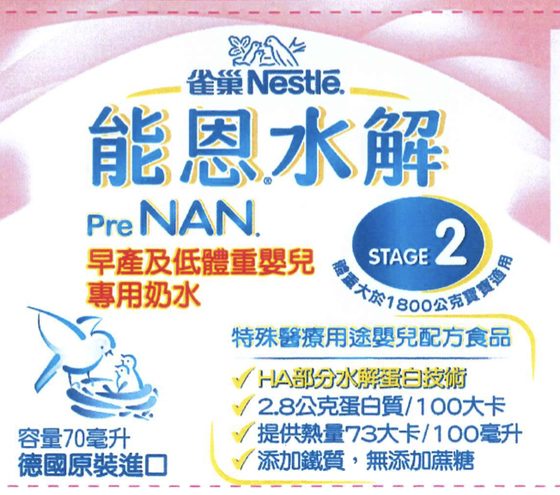 雀巢 Nestlé.
能恩®水解
Pre NAN.
早產及低體重嬰兒
專用奶水
STAGE 2
體重大於1800公克寶寶適用
特殊醫療用途嬰兒配方食品
✓ HA部分水解蛋白技術
✓ 2.8公克蛋白質/100大卡
✓ 提供熱量73大卡/100毫升
✓ 添加鐵質，無添加蔗糖
容量70毫升
德國原裝進口